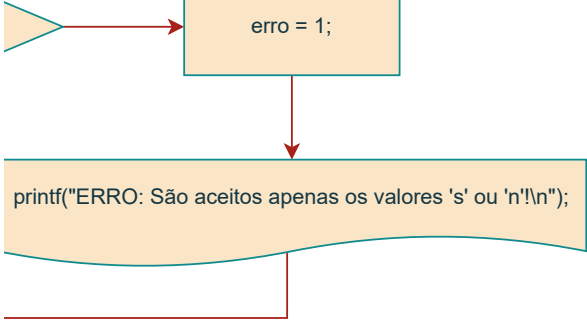 erro = 1;
printf("ERRO: São aceitos apenas os valores 's' ou 'n'!\n");